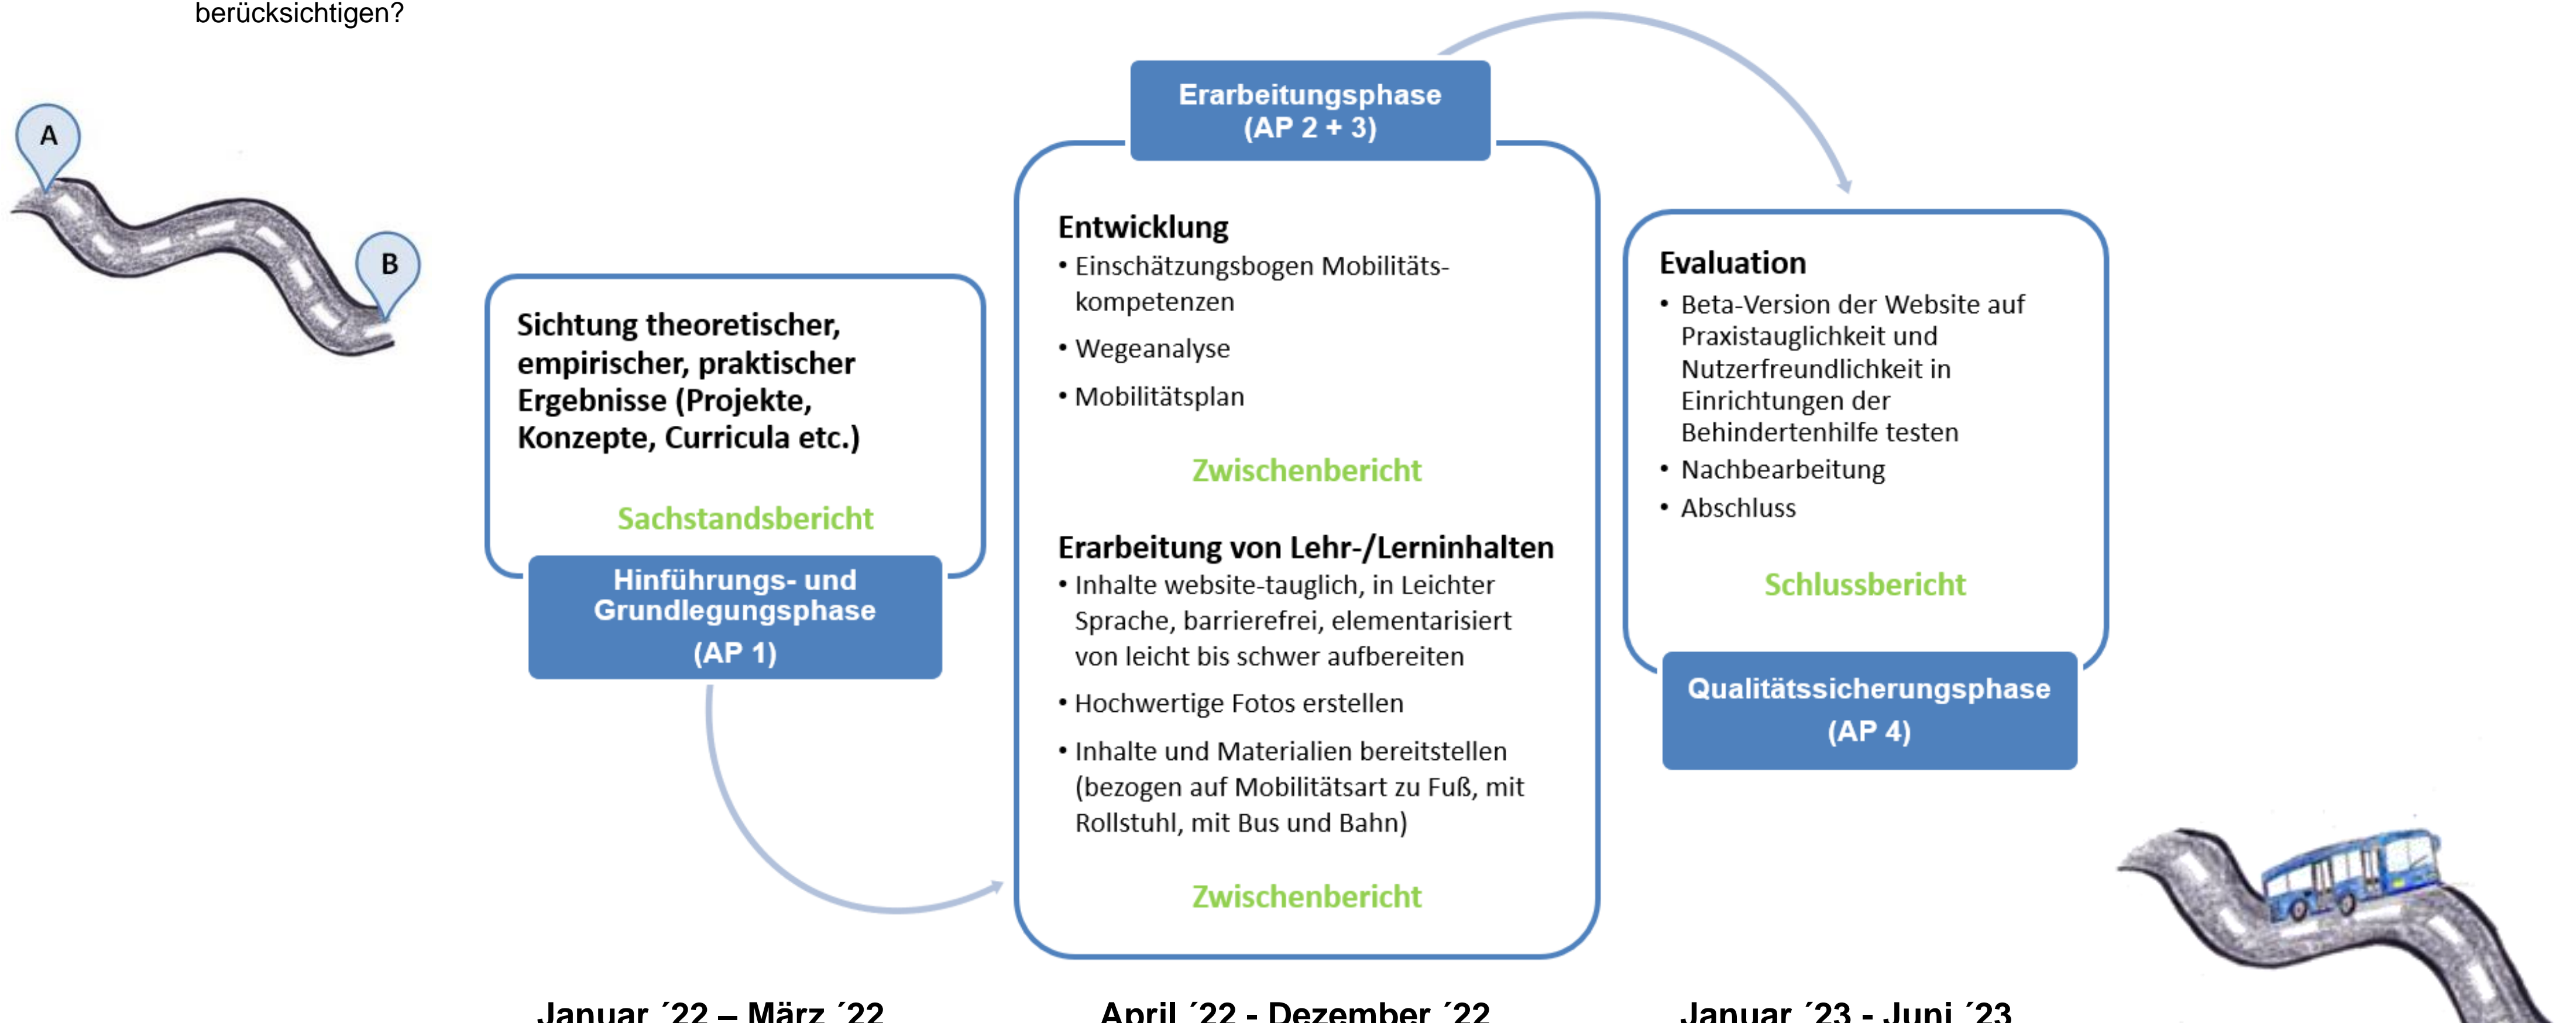 berücksichtigen?
A
B
Sichtung theoretischer,
empirischer, praktischer
Ergebnisse (Projekte,
Konzepte, Curricula etc.)
Sachstandsbericht
Hinführungs- und
Grundlegungsphase
(AP 1)
Erarbeitungsphase
(AP 2 + 3)
Entwicklung
• Einschätzungsbogen Mobilitäts-
kompetenzen
• Wegeanalyse
• Mobilitätsplan
Zwischenbericht
Erarbeitung von Lehr-/Lerninhalten
• Inhalte website-tauglich, in Leichter
Sprache, barrierefrei, elementarisiert
von leicht bis schwer aufbereiten
• Hochwertige Fotos erstellen
• Inhalte und Materialien bereitstellen
(bezogen auf Mobilitätsart zu Fuß, mit
Rollstuhl, mit Bus und Bahn)
Zwischenbericht
Evaluation
• Beta-Version der Website auf
Praxistauglichkeit und
Nutzerfreundlichkeit in
Einrichtungen der
Behindertenhilfe testen
• Nachbearbeitung
• Abschluss
Schlussbericht
Qualitätssicherungsphase
(AP 4)
Januar ´22 – März ´22
April ´22 - Dezember ´22
Januar ´23 - Juni ´23